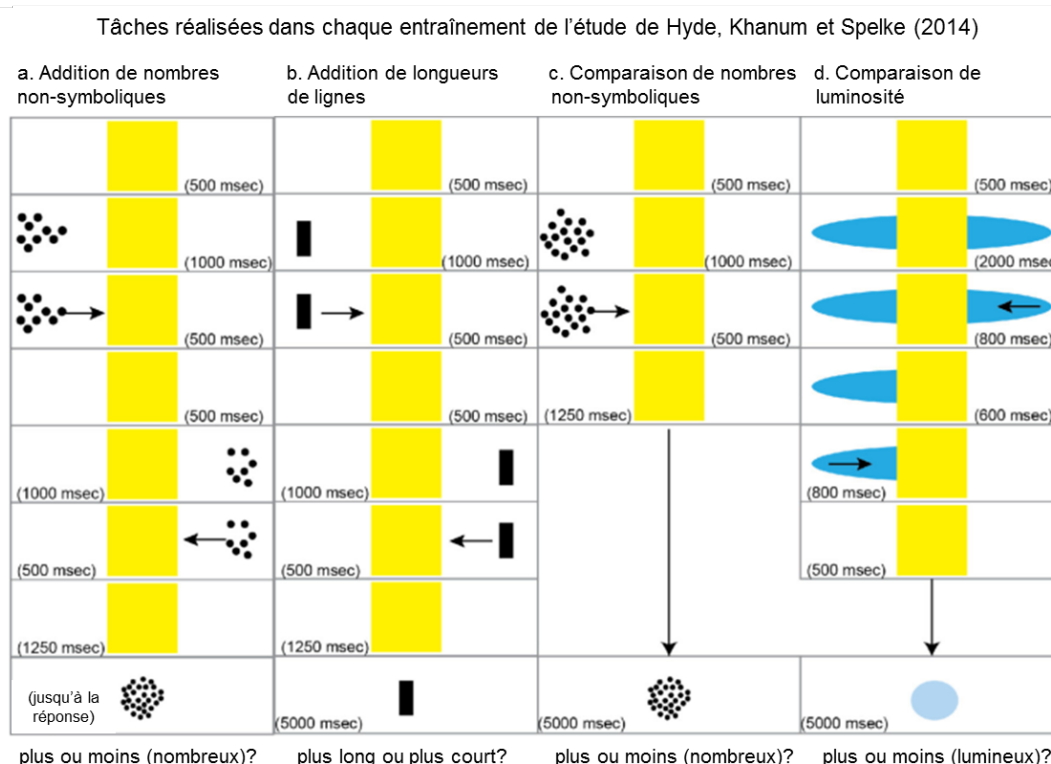 Tâches réalisées dans chaque entraînement de l'étude de Hyde, Khanum et Spelke (2014)
a. Addition de nombres
non-symboliques
b. Addition de longueurs
de lignes
c. Comparaison de nombres
non-symboliques
d. Comparaison de
luminosité
(500 msec)
(500 msec)
(500 msec)
(500 msec)
(1000 msec)
(1000 msec)
(1000 msec)
(2000 msec
(500 msec)
(500 msec)
(500 msec)
(800 msec)
(500 msec)
(500 msec)
(1250 msec)
(600 msec)
(1000 msec)
(1000 msec)
(800 msec)
(500 msec)
(500 msec)
(500 msec)
(1250 msec)
(1250 msec)
(jusqu'à la
réponse)
(5000 msec)
(5000 msec)
(5000 msec)
plus ou moins (nombreux)?
plus long ou plus court?
plus ou moins (nombreux)?
plus ou moins (lumineux)?